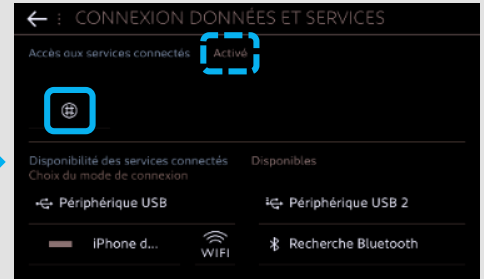 CONNEXION DONNÉES ET SERVICES
Accès aux services connectés Activé
Disponibilité des services connectés Disponibles
Choix du mode de connexion
Périphérique USB Périphérique USB 2
iPhone d... WIFI Recherche Bluetooth